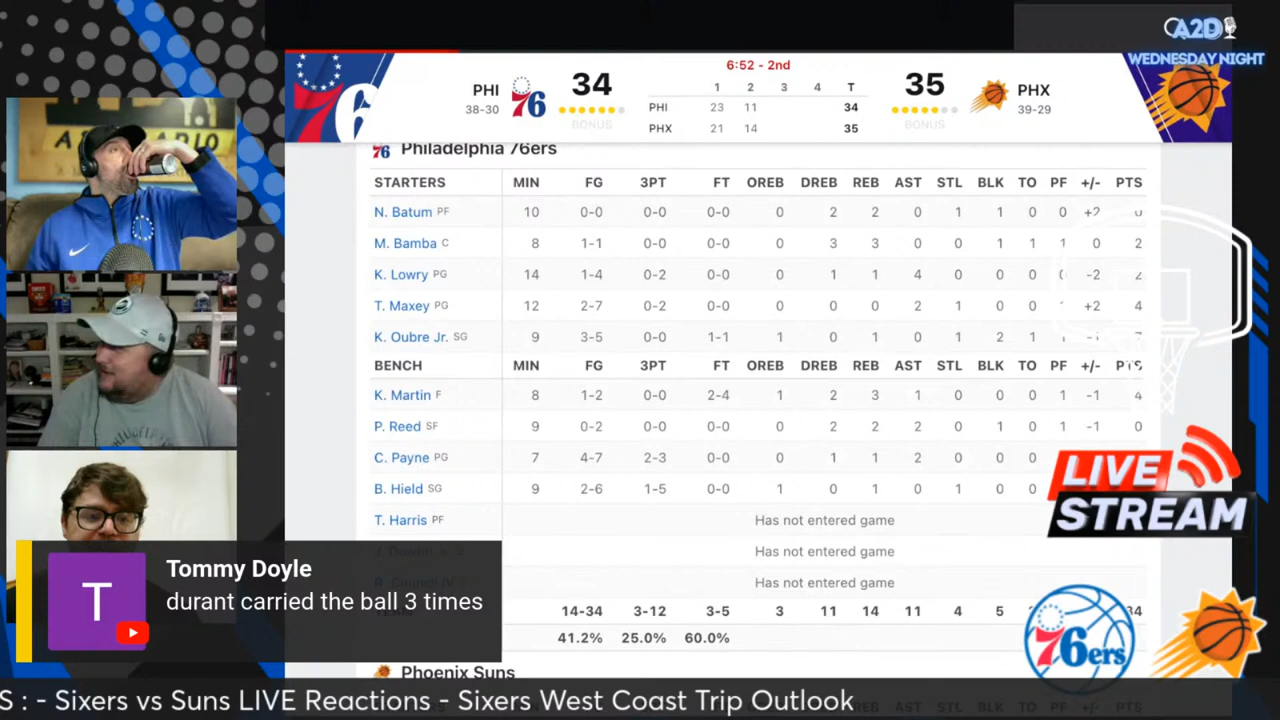 A2D
WEDNESDAY NIGHT
6:52 - 2nd
PHI 76 34
38-30
BONUS
1 2 3 4 T
PHI 23 11 34
PHX 21 14 35
35 PHX
39-29
BONUS
Philadelphia 76ers
STARTERS MIN FG 3PT FT OREB DREB REB AST STL BLK TO PF +/- PTS
N. Batum PF 10 0-0 0-0 0-0 0 2 2 0 1 1 0 0 +2 0
M. Bamba C 8 1-1 0-0 0-0 0 3 3 0 0 1 1 1 0 2
K. Lowry PG 14 1-4 0-2 0-0 0 1 1 4 0 0 0 0 -2 2
T. Maxey PG 12 2-7 0-2 0-0 0 0 0 2 1 0 0 +2 4
K. Oubre Jr. SG 9 3-5 0-0 1-1 1 0 1 0 1 2 1 1 -1 7
BENCH MIN FG 3PT FT OREB DREB REB AST STL BLK TO PF +/- PTS
K. Martin F 8 1-2 0-0 2-4 1 2 3 1 0 0 0 1 -1 4
P. Reed SF 9 0-2 0-0 0-0 0 2 2 2 0 1 0 1 -1 0
C. Payne PG 7 4-7 2-3 0-0 0 1 1 2 0 0 0
B. Hield SG 9 2-6 1-5 0-0 1 0 1 0 1 0 0
T. Harris PF Has not entered game
Has not entered game
Has not entered game
14-34 3-12 3-5 3 11 14 11 4 5 34
41.2% 25.0% 60.0%
Phoenix Suns
LIVE
STREAM
76ers
T
Tommy Doyle
durant carried the ball 3 times
S : - Sixers vs Suns LIVE Reactions - Sixers West Coast Trip Outlook